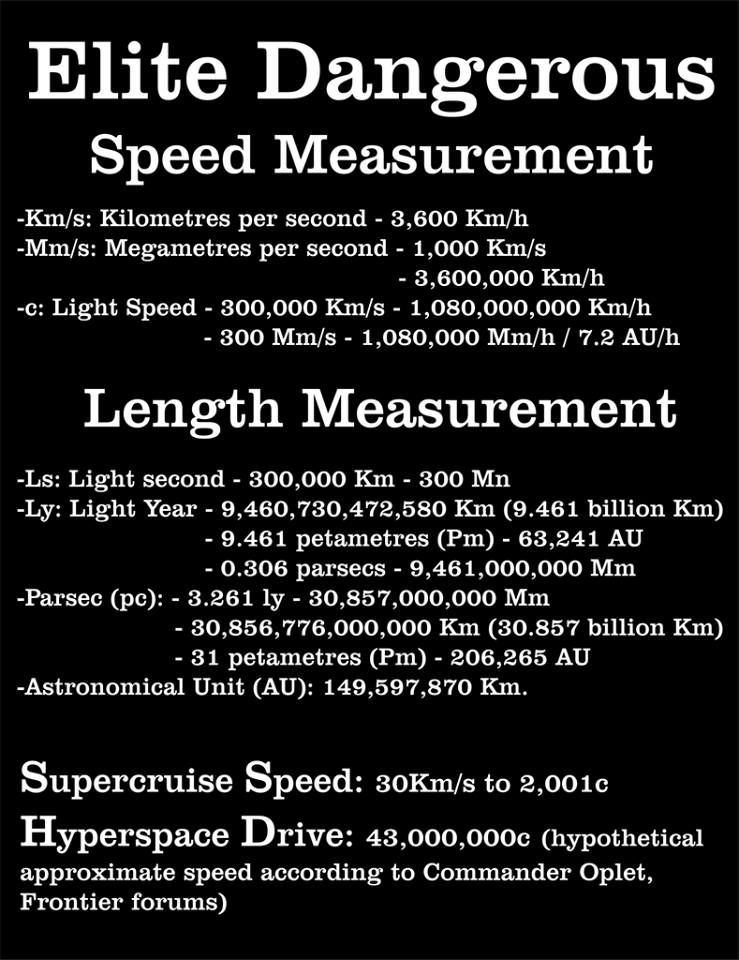 Elite Dangerous
Speed Measurement
-Km/s: Kilometres per second - 3,600 Km/h
-Mm/s: Megametres per second - 1,000 Km/s
- 3,600,000 Km/h
-c: Light Speed - 300,000 Km/s - 1,080,000,000 Km/h
- 300 Mm/s - 1,080,000 Mm/h / 7.2 AU/h
Length Measurement
-Ls: Light second - 300,000 Km - 300 Mn
-Ly: Light Year - 9,460,730,472,580 Km (9.461 billion Km)
- 9.461 petametres (Pm) - 63,241 AU
- 0.306 parsecs - 9,461,000,000 Mm
-Parsec (pc): - 3.261 ly - 30,857,000,000 Mm
- 30,856,776,000,000 Km (30.857 billion Km)
- 31 petametres (Pm) - 206,265 AU
-Astronomical Unit (AU): 149,597,870 Km.
Supercruise Speed: 30Km/s to 2,001c
Hyperspace Drive: 43,000,000c (hypothetical
approximate speed according to Commander Oplet,
Frontier forums)